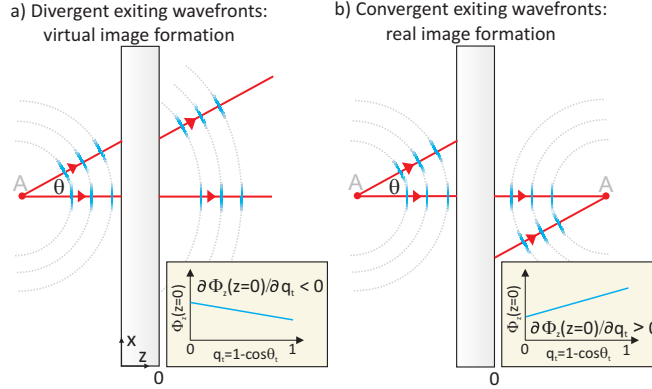 a) Divergent exiting wavefronts:
virtual image formation
A
θ
∂Φz(z=0)/∂qt < 0
Φz(z=0)
0
1
qt=1-cosθt
x
z
0
b) Convergent exiting wavefronts:
real image formation
A
θ
A
Φz(z=0)
∂Φz(z=0)/∂qt > 0
0
1
qt=1-cosθt
0